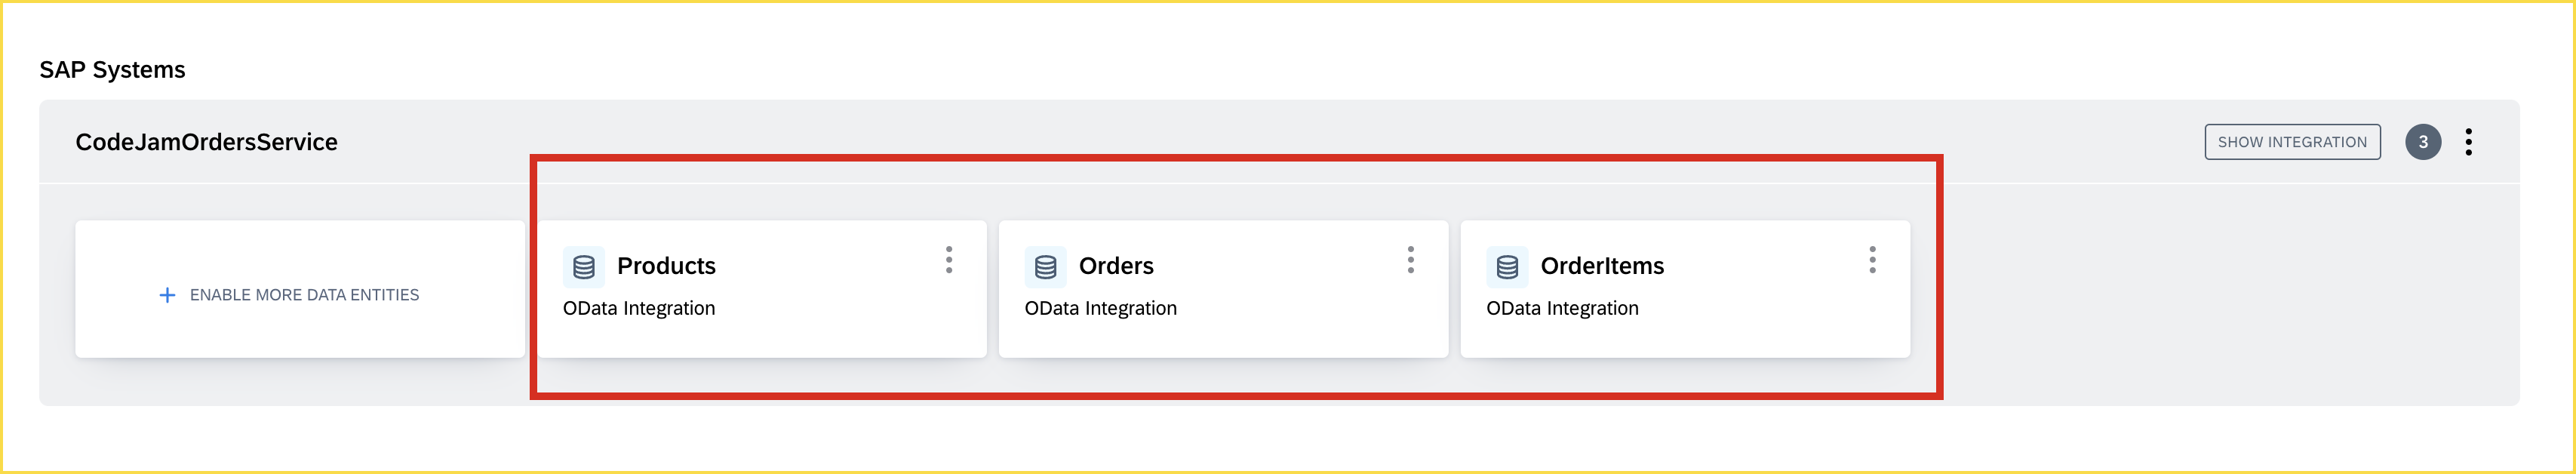 SAP Systems
CodeJamOrdersService
SHOW INTEGRATION
3
ENABLE MORE DATA ENTITIES
Products
OData Integration
Orders
OData Integration
OrderItems
OData Integration